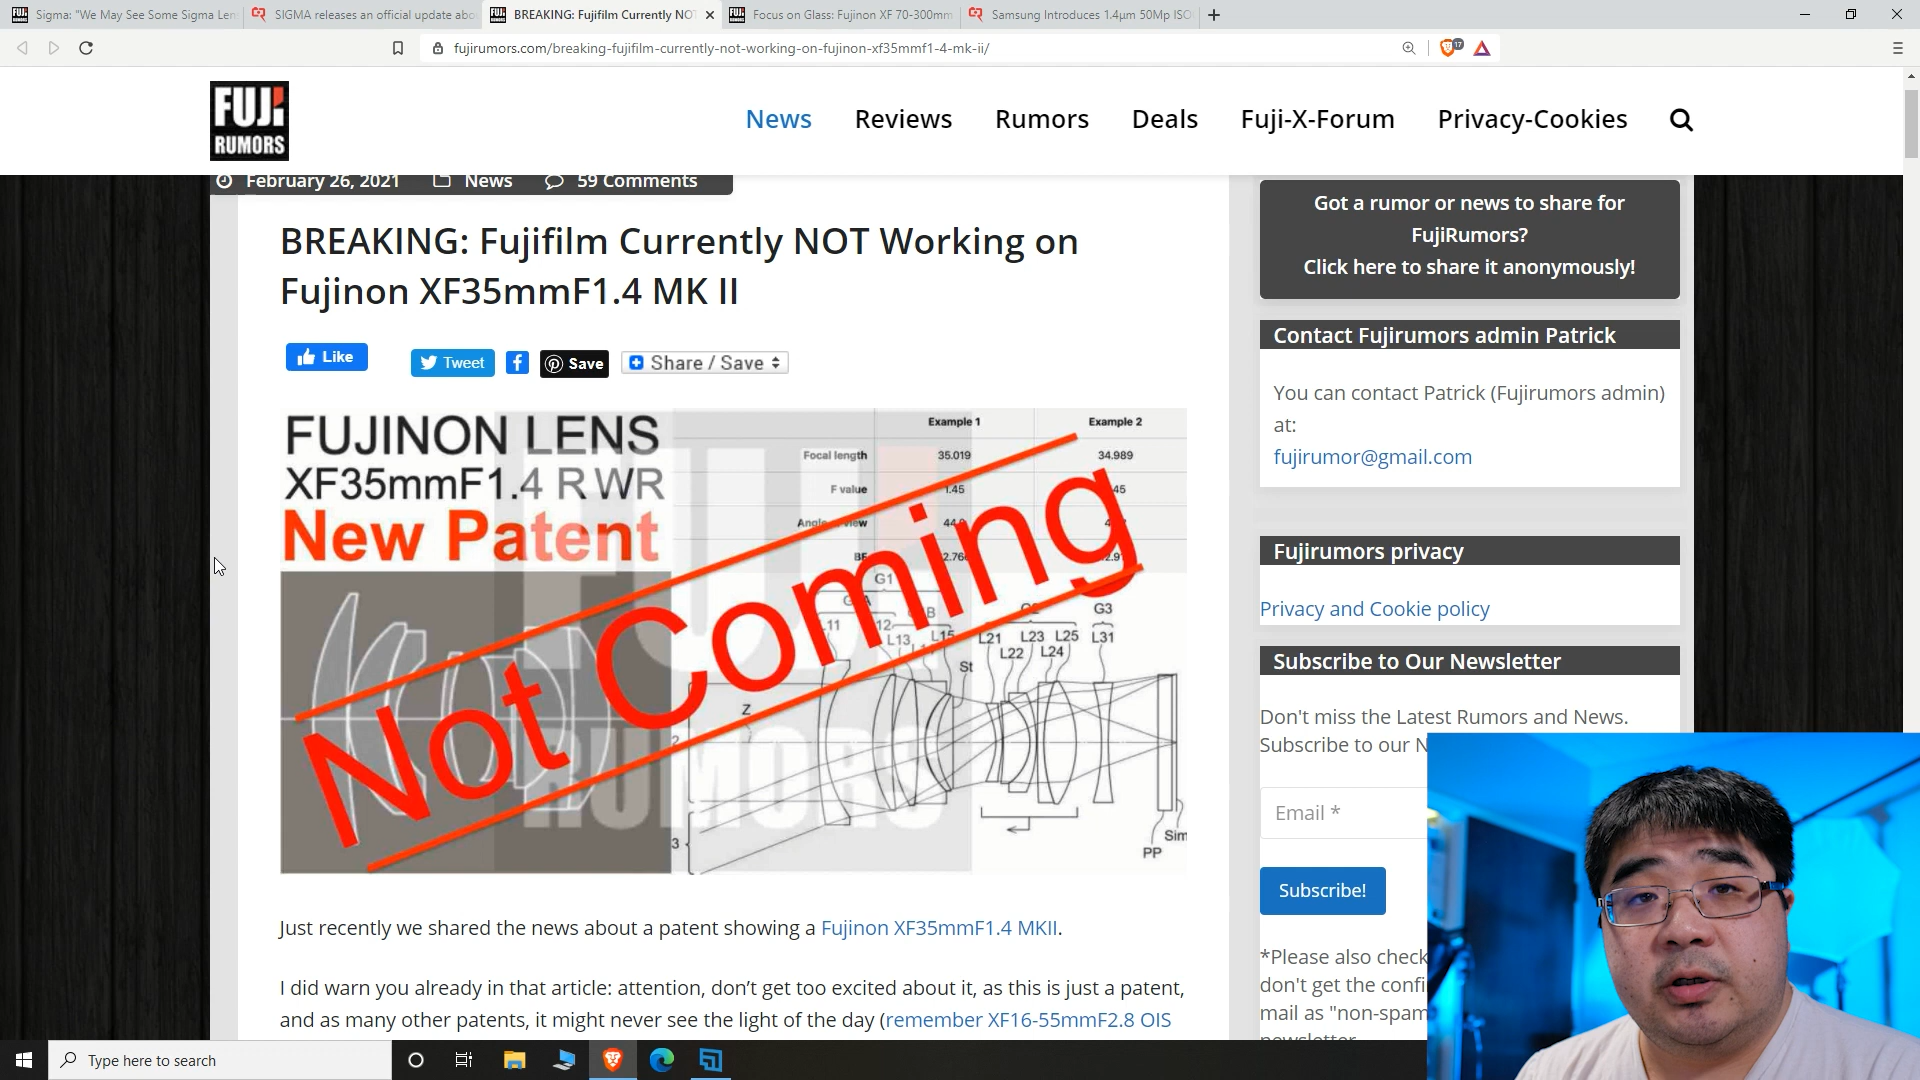 Sigma: "We May See Some Sigma Len
SIGMA releases an official update abo
BREAKING: Fujifilm Currently NOT
Focus on Glass: Fujinon XF 70-300mm
Samsung Introduces 1.4µm 50Mp ISO
fujirumors.com/breaking-fujifilm-currently-not-working-on-fujinon-xf35mmf1-4-mk-ii/
17
FUJI
RUMORS
News
Reviews
Rumors
Deals
Fuji-X-Forum
Privacy-Cookies
February 26, 2021
News
59 Comments
BREAKING: Fujifilm Currently NOT Working on
Fujinon XF35mmF1.4 MK II
Like
Tweet
Save
Share / Save
FUJINON LENS
XF35mmF1.4 R WR
New Patent
Example 1
Example 2
Focal length
35.019
34.989
F value
1.45
45
BF
Not Coming
G1
G3
L11
L13
L15
L21
L22
L23
L24
L25
L31
St
Z
2
3
PP
Sim
FUJI
RUMORS
Just recently we shared the news about a patent showing a Fujinon XF35mmF1.4 MKII.
I did warn you already in that article: attention, don’t get too excited about it, as this is just a patent,
and as many other patents, it might never see the light of the day (remember XF16-55mmF2.8 OIS
Got a rumor or news to share for
FujiRumors?
Click here to share it anonymously!
Contact Fujirumors admin Patrick
You can contact Patrick (Fujirumors admin)
at:
fujirumor@gmail.com
Fujirumors privacy
Privacy and Cookie policy
Subscribe to Our Newsletter
Don't miss the Latest Rumors and News.
Subscribe to our N
Email *
Subscribe!
*Please also check
don't get the confi
mail as "non-spam
newsletter
Type here to search